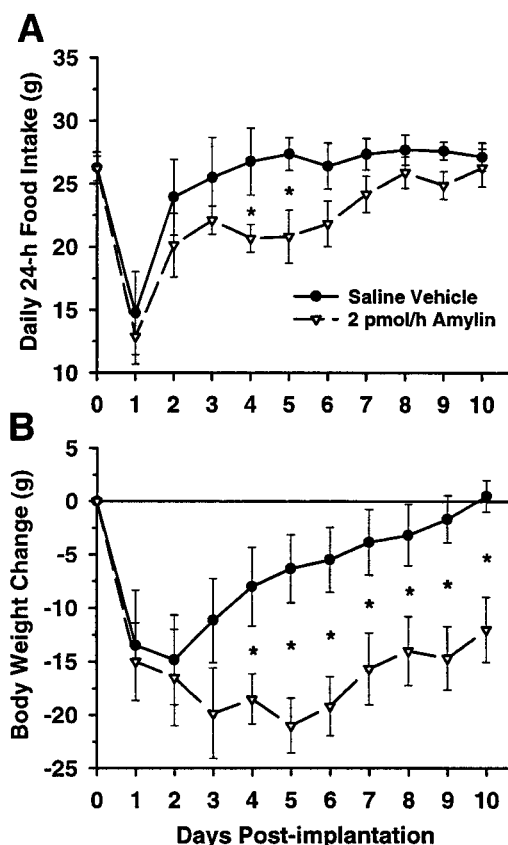 A
Daily 24-h Food Intake (g)
35
30
25
20
15
10
*
*
Saline Vehicle
2 pmol/h Amylin
0 1 2 3 4 5 6 7 8 9 10
B
Body Weight Change (g)
5
0
-5
-10
-15
-20
-25
* * * * * * *
0 1 2 3 4 5 6 7 8 9 10
Days Post-implantation